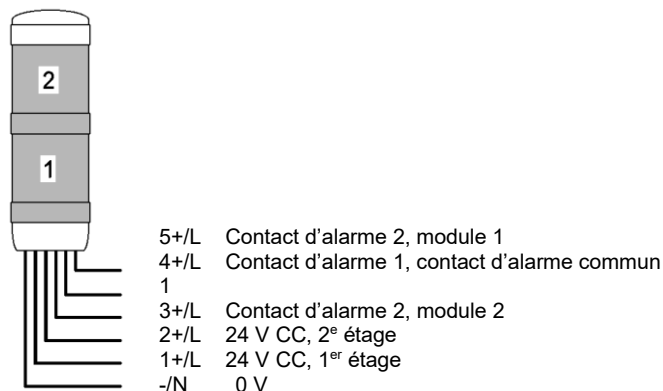 2
1
5+/L Contact d’alarme 2, module 1
4+/L Contact d’alarme 1, contact d’alarme commun
1
3+/L Contact d’alarme 2, module 2
2+/L 24 V CC, 2e étage
1+/L 24 V CC, 1er étage
-/N 0 V